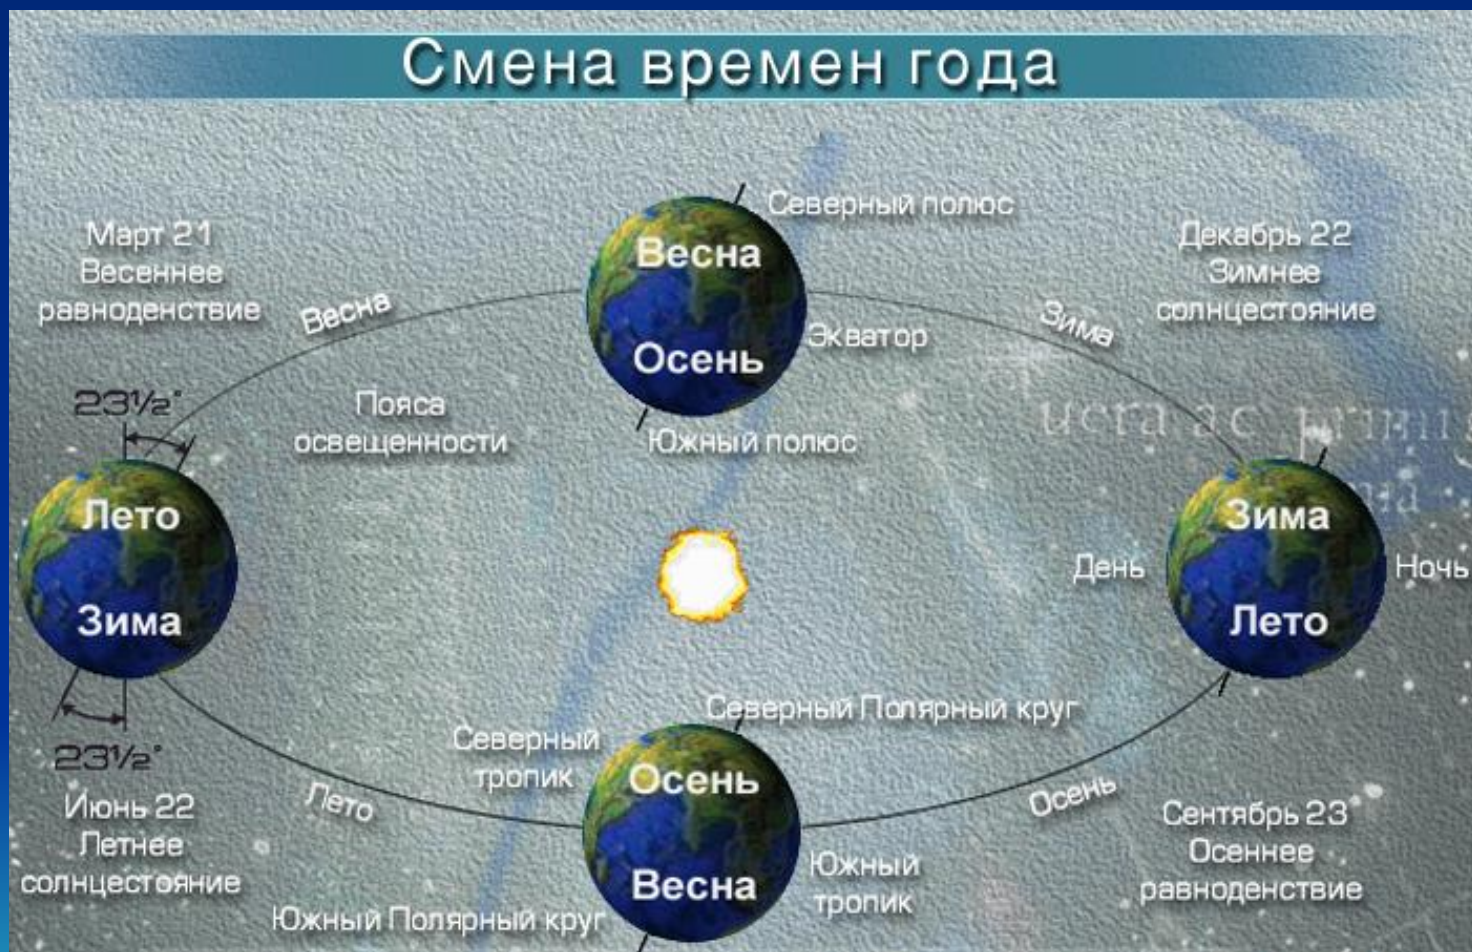 Смена времен года
Северный полюс
Март 21
Весеннее
равноденствие
Декабрь 22
Зимнее
солнцестояние
Весна
Осень
Весна
Экватор
Зима
23½°
Пояса
освещенности
Южный полюс
Лето
Зима
День
Зима
Лето
Ночь
23½°
Северный Полярный круг
Северный
тропик
Июнь 22
Летнее
солнцестояние
Лето
Осень
Весна
Осень
Сентябрь 23
Осеннее
равноденствие
Южный
тропик
Южный Полярный круг